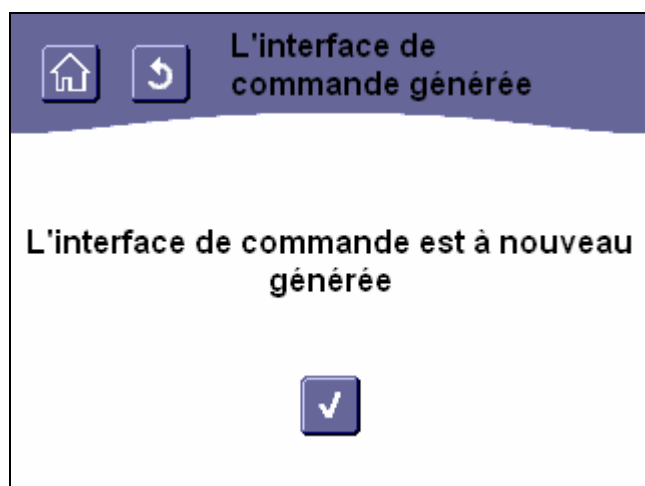 L'interface de
commande générée
L'interface de commande est à nouveau
générée